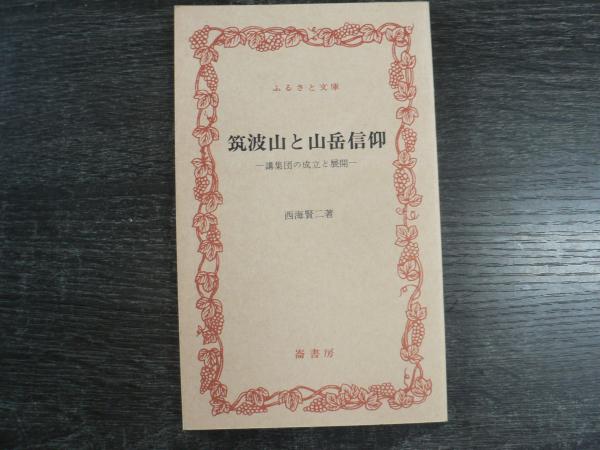 ふるさと文庫
筑波山と山岳信仰
―講集団の成立と展開―
西海賢二著
崙書房